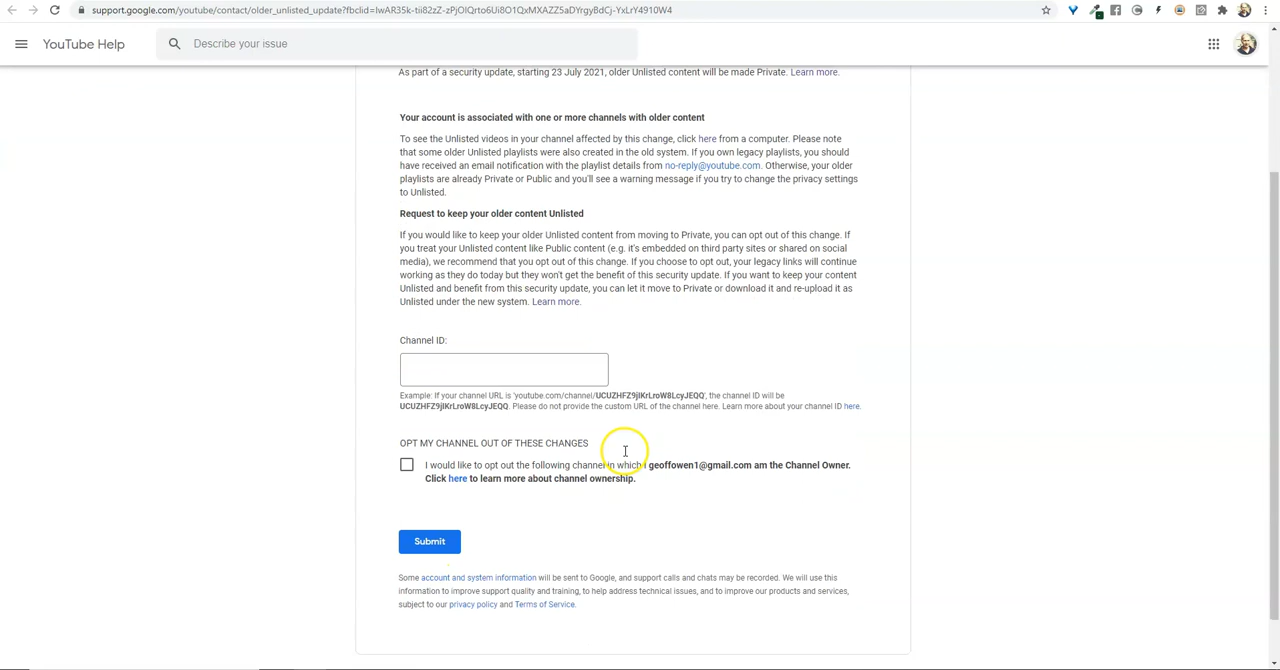 support.google.com/youtube/contact/older_unlisted_update?fbclid=IwAR35k-tii82zZ-zPjOIQrto6Ui8O1QxMXAZZ5aDYrgyBdCj-YxLrY4910W4
YouTube Help
Describe your issue
As part of a security update, starting 23 July 2021, older Unlisted content will be made Private. Learn more.
Your account is associated with one or more channels with older content
To see the Unlisted videos in your channel affected by this change, click here from a computer. Please note
that some older Unlisted playlists were also created in the old system. If you own legacy playlists, you should
have received an email notification with the playlist details from no-reply@youtube.com. Otherwise, your older
playlists are already Private or Public and you'll see a warning message if you try to change the privacy settings
to Unlisted.
Request to keep your older content Unlisted
If you would like to keep your older Unlisted content from moving to Private, you can opt out of this change. If
you treat your Unlisted content like Public content (e.g. it's embedded on third party sites or shared on social
media), we recommend that you opt out of this change. If you choose to opt out, your legacy links will continue
working as they do today but they won't get the benefit of this security update. If you want to keep your content
Unlisted and benefit from this security update, you can let it move to Private or download it and re-upload it as
Unlisted under the new system. Learn more.
Channel ID:
Example: If your channel URL is 'youtube.com/channel/UCUZHFZ9jIKrLroW8LcyJEQQ', the channel ID will be
UCUZHFZ9jIKrLroW8LcyJEQQ. Please do not provide the custom URL of the channel here. Learn more about your channel ID here.
OPT MY CHANNEL OUT OF THESE CHANGES
I would like to opt out the following channel in which I geoffowen1@gmail.com am the Channel Owner.
Click here to learn more about channel ownership.
Submit
Some account and system information will be sent to Google, and support calls and chats may be recorded. We will use this
information to improve support quality and training, to help address technical issues, and to improve our products and services,
subject to our privacy policy and Terms of Service.